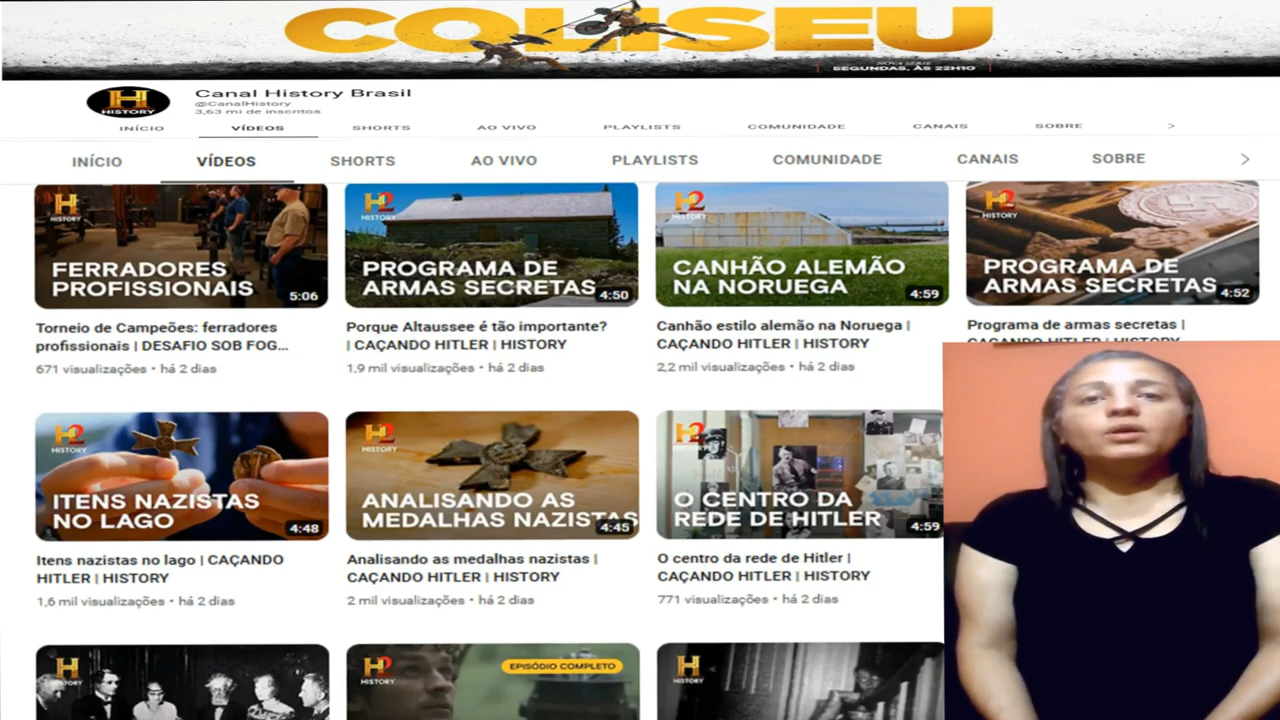 COLISEU
NOVA SÉRIE
SEGUNDAS, ÀS 22H10
Canal History Brasil
@CanalHistory
3,63 mi de inscritos
HISTORY
INÍCIO VÍDEOS SHORTS AO VIVO PLAYLISTS COMUNIDADE CANAIS SOBRE >
INÍCIO VÍDEOS SHORTS AO VIVO PLAYLISTS COMUNIDADE CANAIS SOBRE >
H HISTORY
FERRADORES
PROFISSIONAIS
5:06
Torneio de Campeões: ferradores
profissionais | DESAFIO SOB FOG...
671 visualizações • há 2 dias
H2 HISTORY
PROGRAMA DE
ARMAS SECRETAS
4:50
Porque Altaussee é tão importante?
| CAÇANDO HITLER | HISTORY
1,9 mil visualizações • há 2 dias
H2 HISTORY
CANHÃO ALEMÃO
NA NORUEGA
4:59
Canhão estilo alemão na Noruega |
CAÇANDO HITLER | HISTORY
2,2 mil visualizações • há 2 dias
H2 HISTORY
PROGRAMA DE
ARMAS SECRETAS
4:52
Programa de armas secretas |
CAÇANDO HITLER | HISTORY
H2 HISTORY
ITENS NAZISTAS
NO LAGO
4:48
Itens nazistas no lago | CAÇANDO
HITLER | HISTORY
1,6 mil visualizações • há 2 dias
H2 HISTORY
ANALISANDO AS
MEDALHAS NAZISTAS
4:45
Analisando as medalhas nazistas |
CAÇANDO HITLER | HISTORY
2 mil visualizações • há 2 dias
H2
HISTORY
O CENTRO DA
REDE DE HITLER
4:59
O centro da rede de Hitler |
CAÇANDO HITLER | HISTORY
771 visualizações • há 2 dias
H HISTORY
H2 HISTORY
EPISÓDIO COMPLETO
H HISTORY